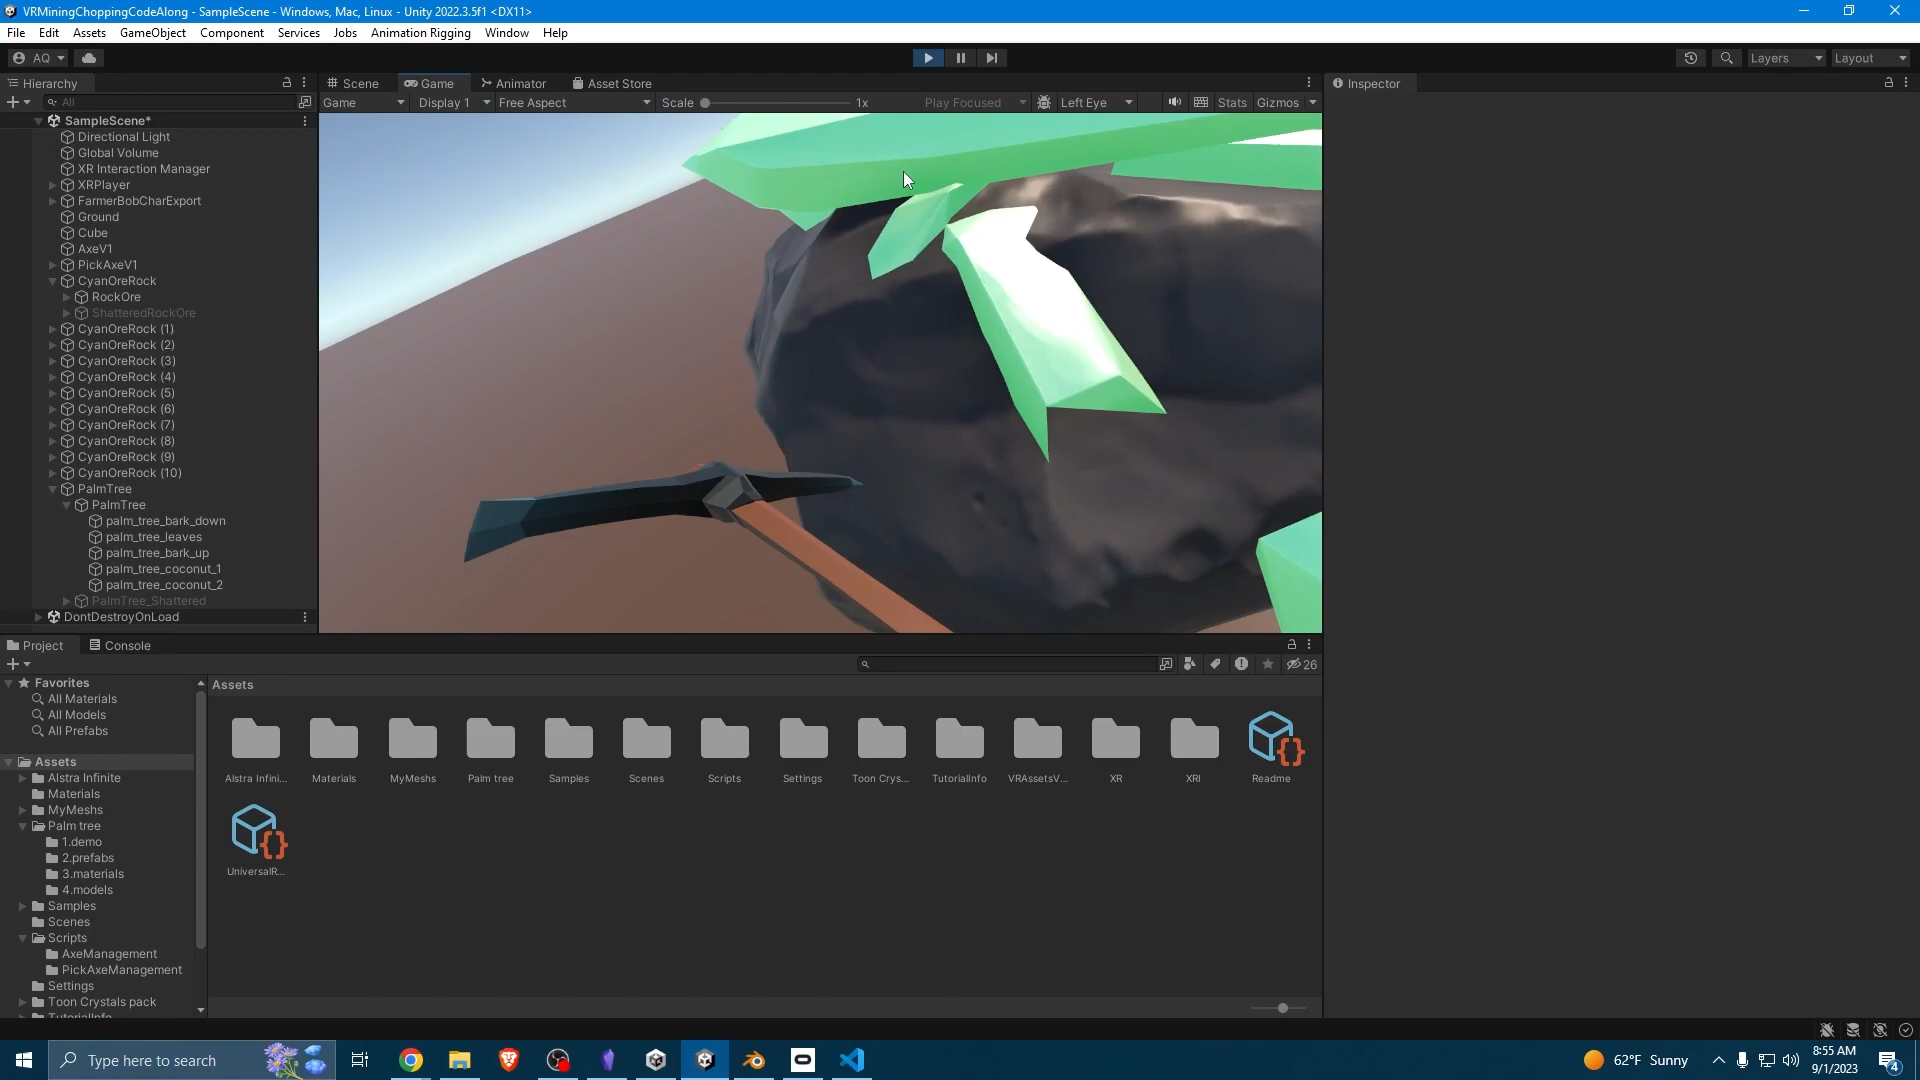 VRMiningChoppingCodeAlong - SampleScene - Windows, Mac, Linux - Unity 2022.3.5f1 <DX11>
File Edit Assets GameObject Component Services Jobs Animation Rigging Window Help
AQ Layers Layout
Hierarchy
All
SampleScene*
Directional Light
Global Volume
XR Interaction Manager
XRPlayer
FarmerBobCharExport
Ground
Cube
AxeV1
PickAxeV1
CyanOreRock
RockOre
ShatteredRockOre
CyanOreRock (1)
CyanOreRock (2)
CyanOreRock (3)
CyanOreRock (4)
CyanOreRock (5)
CyanOreRock (6)
CyanOreRock (7)
CyanOreRock (8)
CyanOreRock (9)
CyanOreRock (10)
PalmTree
PalmTree
palm_tree_bark_down
palm_tree_leaves
palm_tree_bark_up
palm_tree_coconut_1
palm_tree_coconut_2
PalmTree_Shattered
DontDestroyOnLoad
Scene Game Animator Asset Store
Game Display 1 Free Aspect Scale 1x Play Focused Left Eye Stats Gizmos
Inspector
Project Console
26
Favorites
All Materials
All Models
All Prefabs
Assets
Alstra Infinite
Materials
MyMeshs
Palm tree
1.demo
2.prefabs
3.materials
4.models
Samples
Scenes
Scripts
AxeManagement
PickAxeManagement
Settings
Toon Crystals pack
TutorialInfo
Assets
Alstra Infini... Materials MyMeshs Palm tree Samples Scenes Scripts Settings Toon Crys... TutorialInfo VRAssetsV... XR XRI Readme
UniversalR...
Type here to search
62°F Sunny
8:55 AM
9/1/2023
4